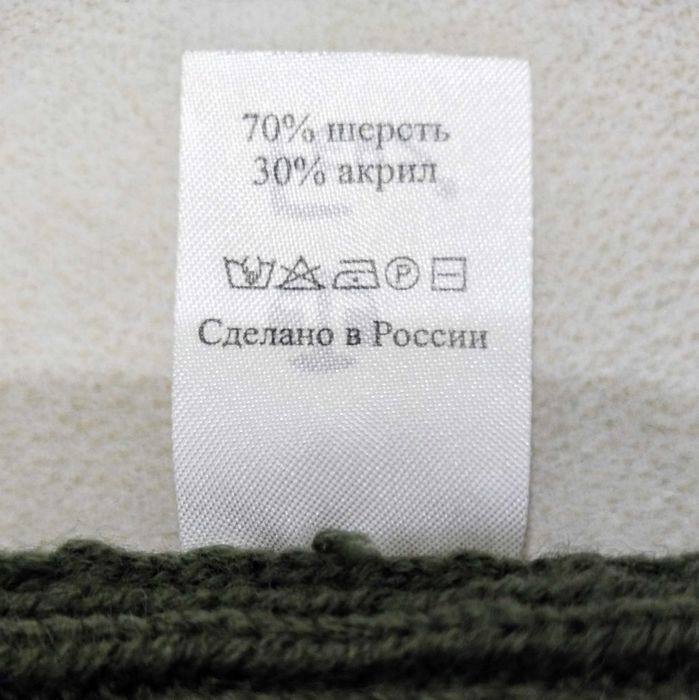 70% шерсть
30% акрил
P
Сделано в России